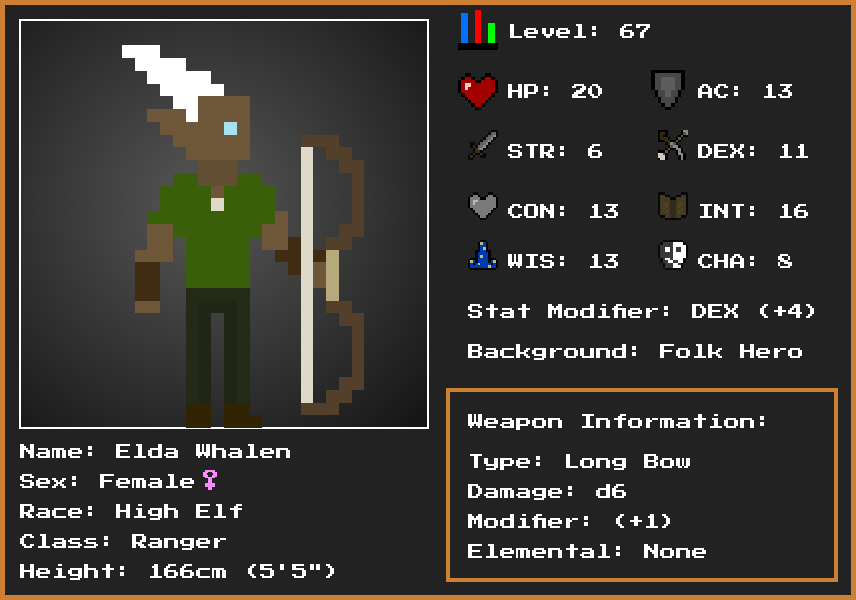 Level: 67
HP: 20
AC: 13
STR: 6
DEX: 11
CON: 13
INT: 16
WIS: 13
CHA: 8
Stat Modifier: DEX (+4)
Background: Folk Hero
Name: Elda Whalen
Sex: Female♀
Race: High Elf
Class: Ranger
Height: 166cm (5'5")
Weapon Information:
Type: Long Bow
Damage: d6
Modifier: (+1)
Elemental: None